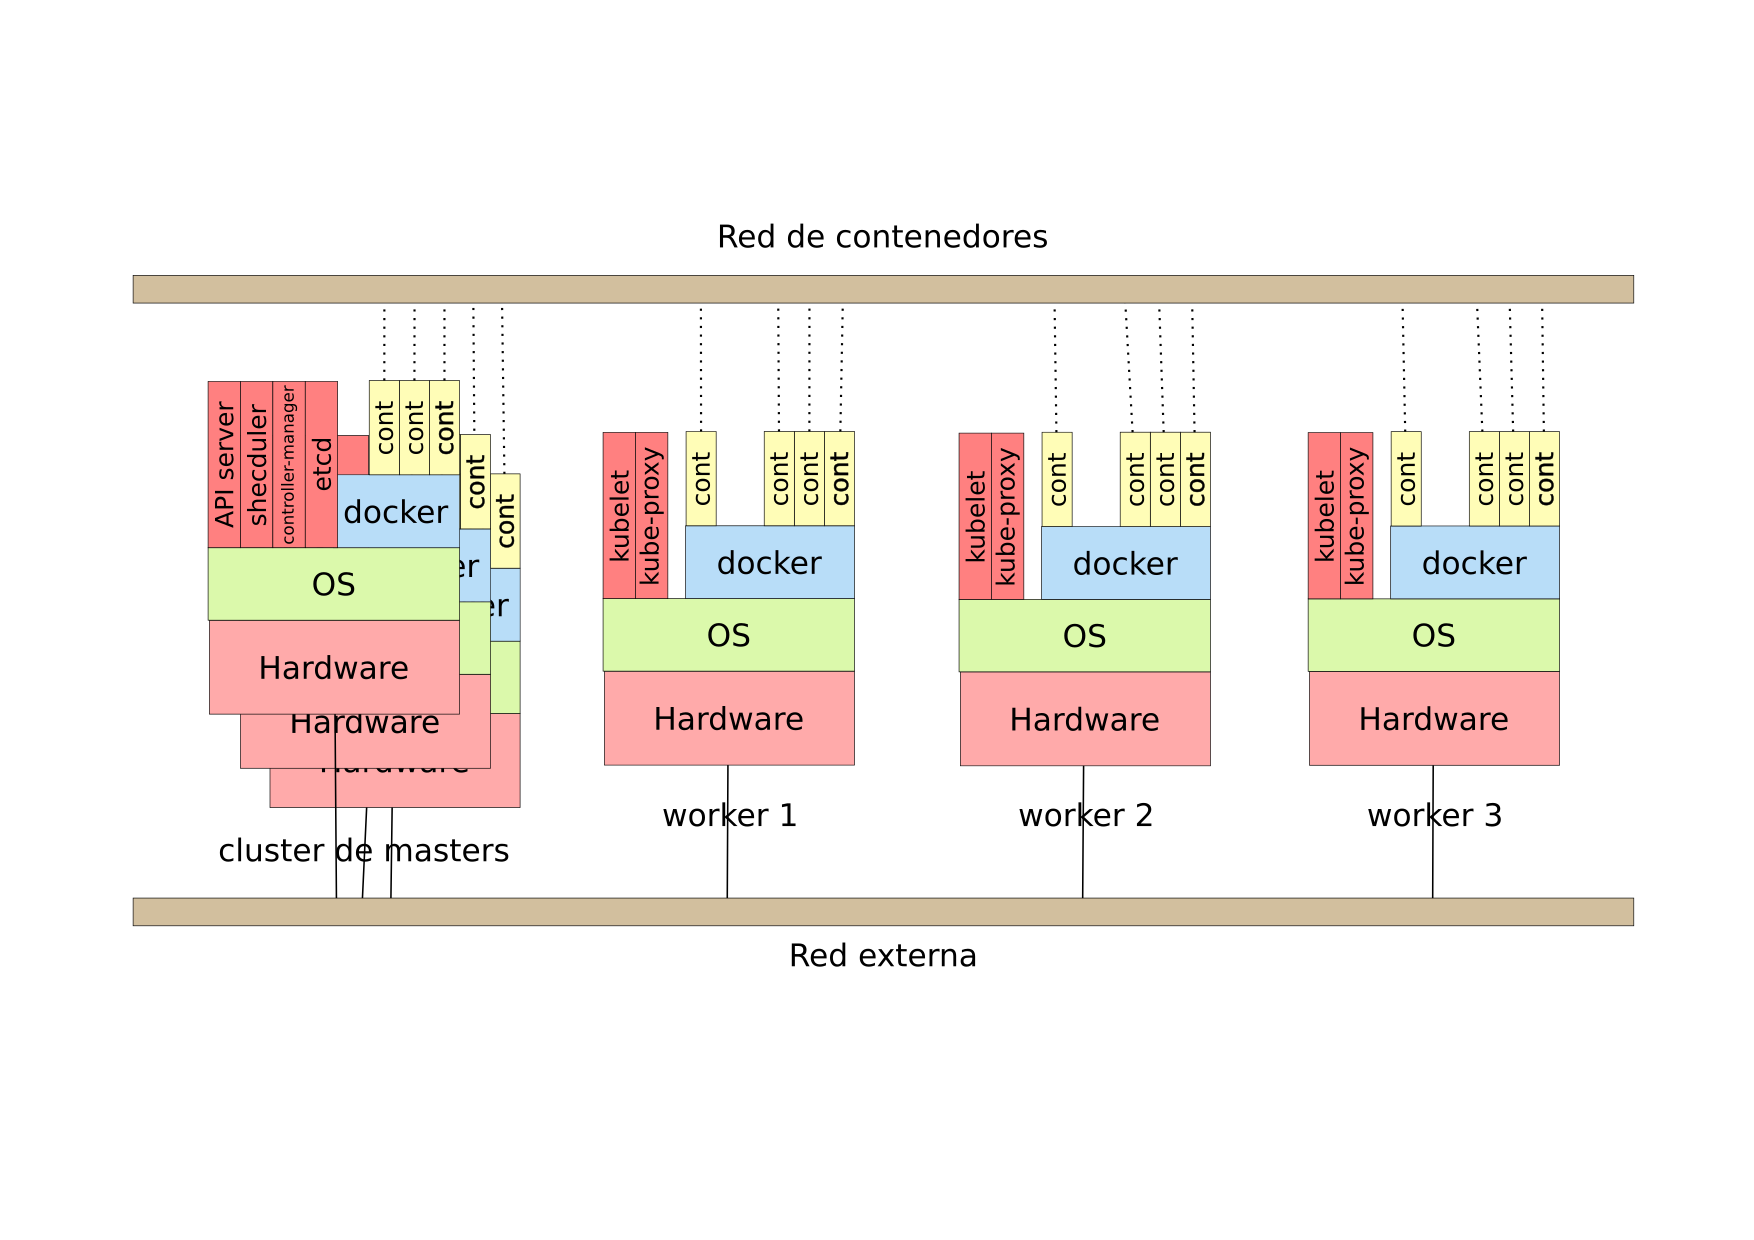 Red de contenedores
API server
shecduler
controller-manager
etcd
cont
cont
cont
cont
cont
docker
er
er
OS
Hardware
Hardware
Hardware
cluster de masters
kubelet
kube-proxy
cont
cont
cont
cont
docker
OS
Hardware
worker 1
kubelet
kube-proxy
cont
cont
cont
cont
docker
OS
Hardware
worker 2
kubelet
kube-proxy
cont
cont
cont
cont
docker
OS
Hardware
worker 3
Red externa